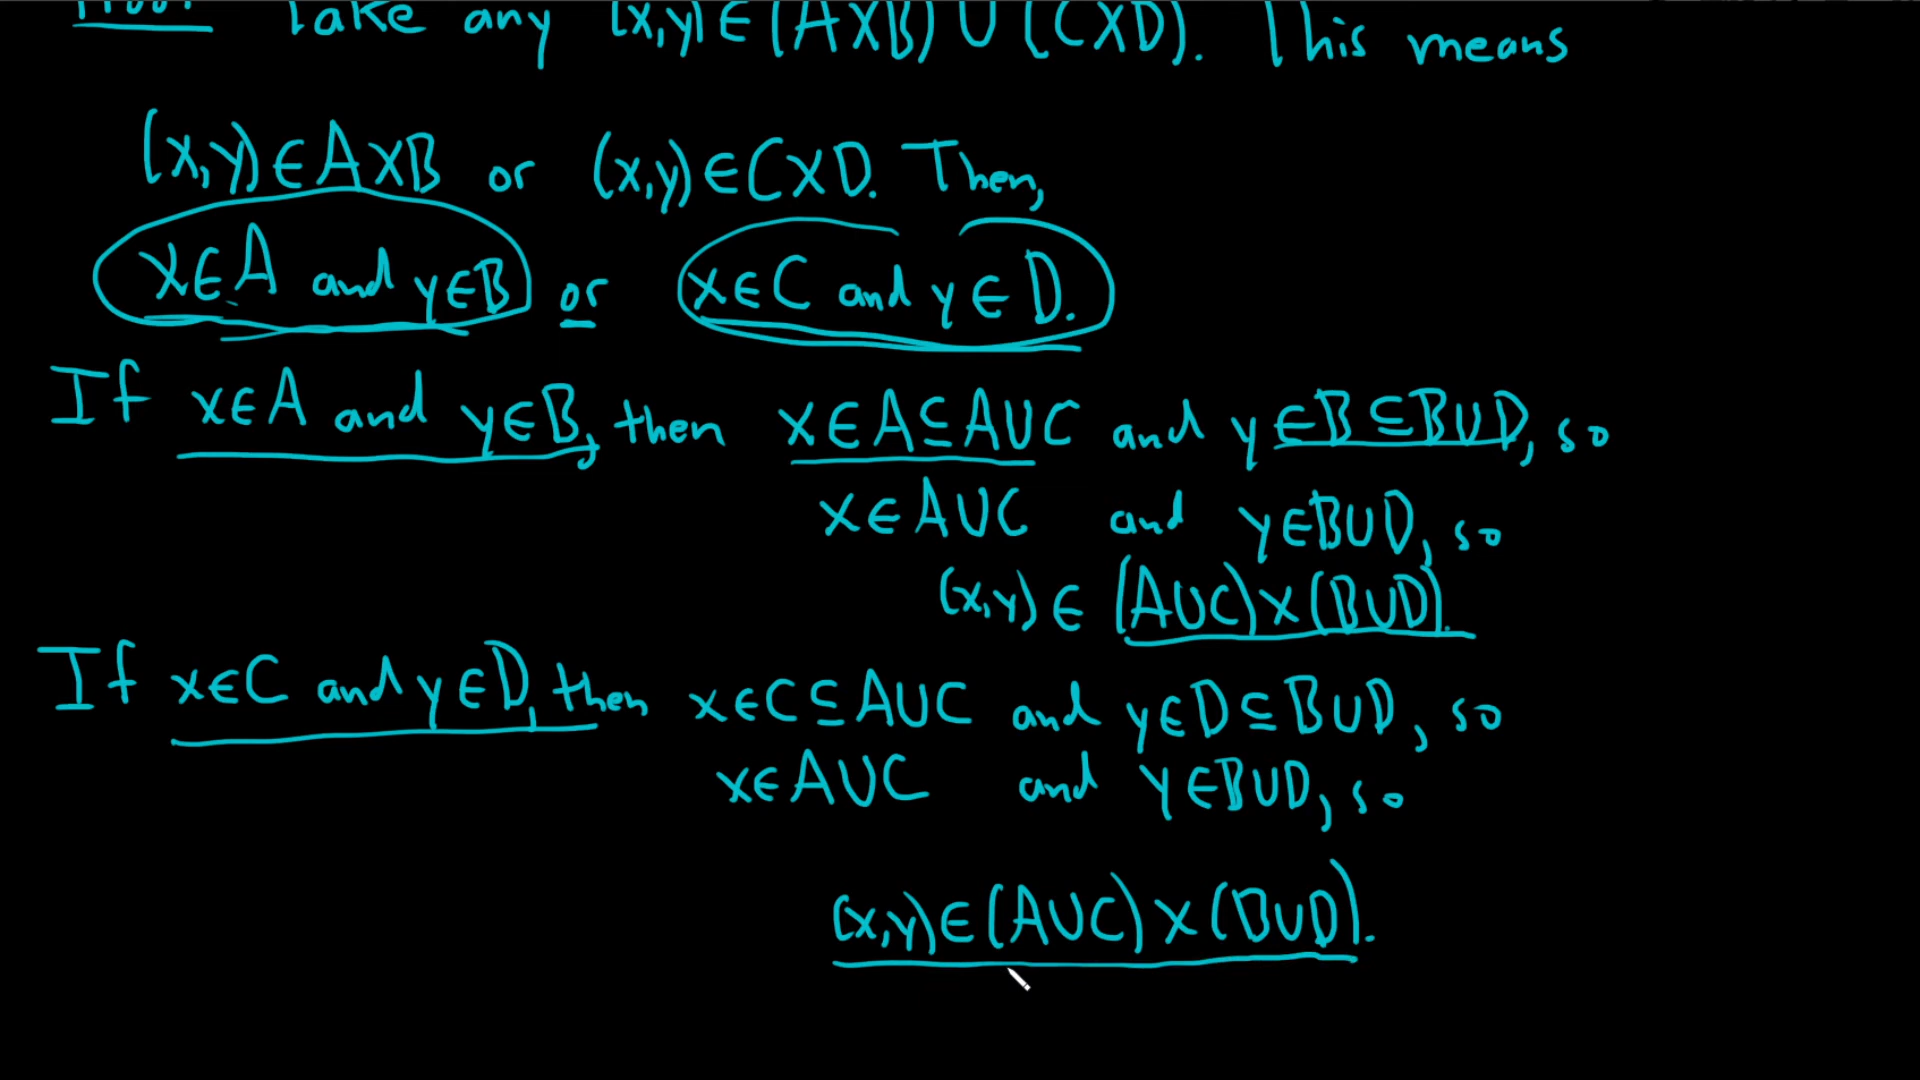 Proof: Take any (x,y)∈(A×B)∪(C×D). This means
(x,y)∈A×B or (x,y)∈C×D. Then,
x∈A and y∈B or x∈C and y∈D.
If x∈A and y∈B, then x∈A⊆A∪C and y∈B⊆B∪D, so
x∈A∪C and y∈B∪D, so
(x,y)∈(A∪C)×(B∪D).
If x∈C and y∈D, then x∈C⊆A∪C and y∈D⊆B∪D, so
x∈A∪C and y∈B∪D, so
(x,y)∈(A∪C)×(B∪D).